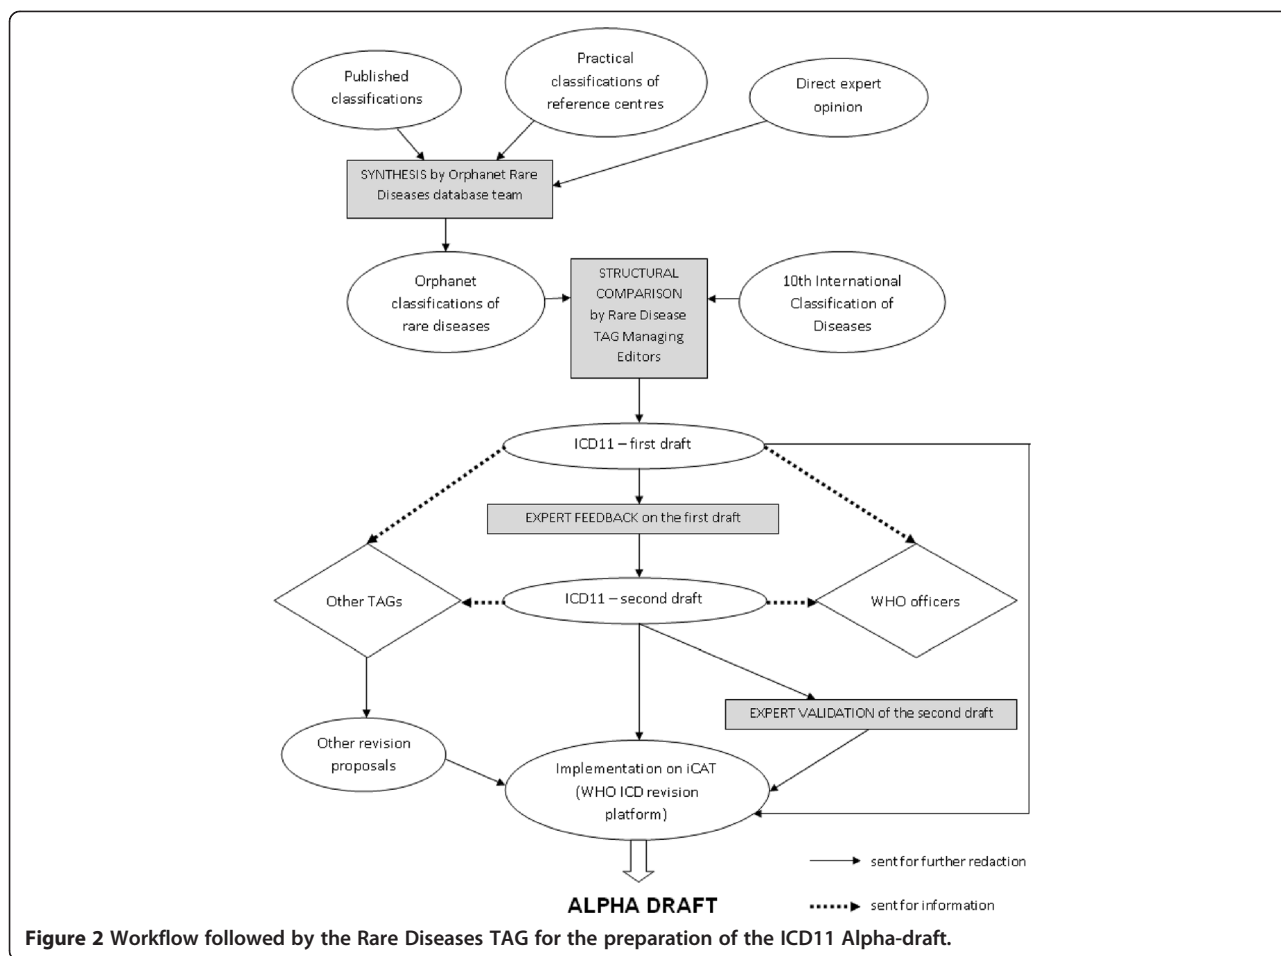 Published
classifications
Practical
classifications of
reference centres
Direct expert
opinion
SYNTHESIS by Orphanet Rare
Diseases database team
Orphanet
classifications of
rare diseases
STRUCTURAL
COMPARISON
by Rare Disease
TAG Managing
Editors
10th International
Classification of
Diseases
ICD11 – first draft
EXPERT FEEDBACK on the first draft
Other TAGs
ICD11 – second draft
WHO officers
EXPERT VALIDATION of the second draft
Other revision
proposals
Implementation on iCAT
(WHO ICD revision
platform)
sent for further redaction
ALPHA DRAFT
sent for information
Figure 2 Workflow followed by the Rare Diseases TAG for the preparation of the ICD11 Alpha-draft.